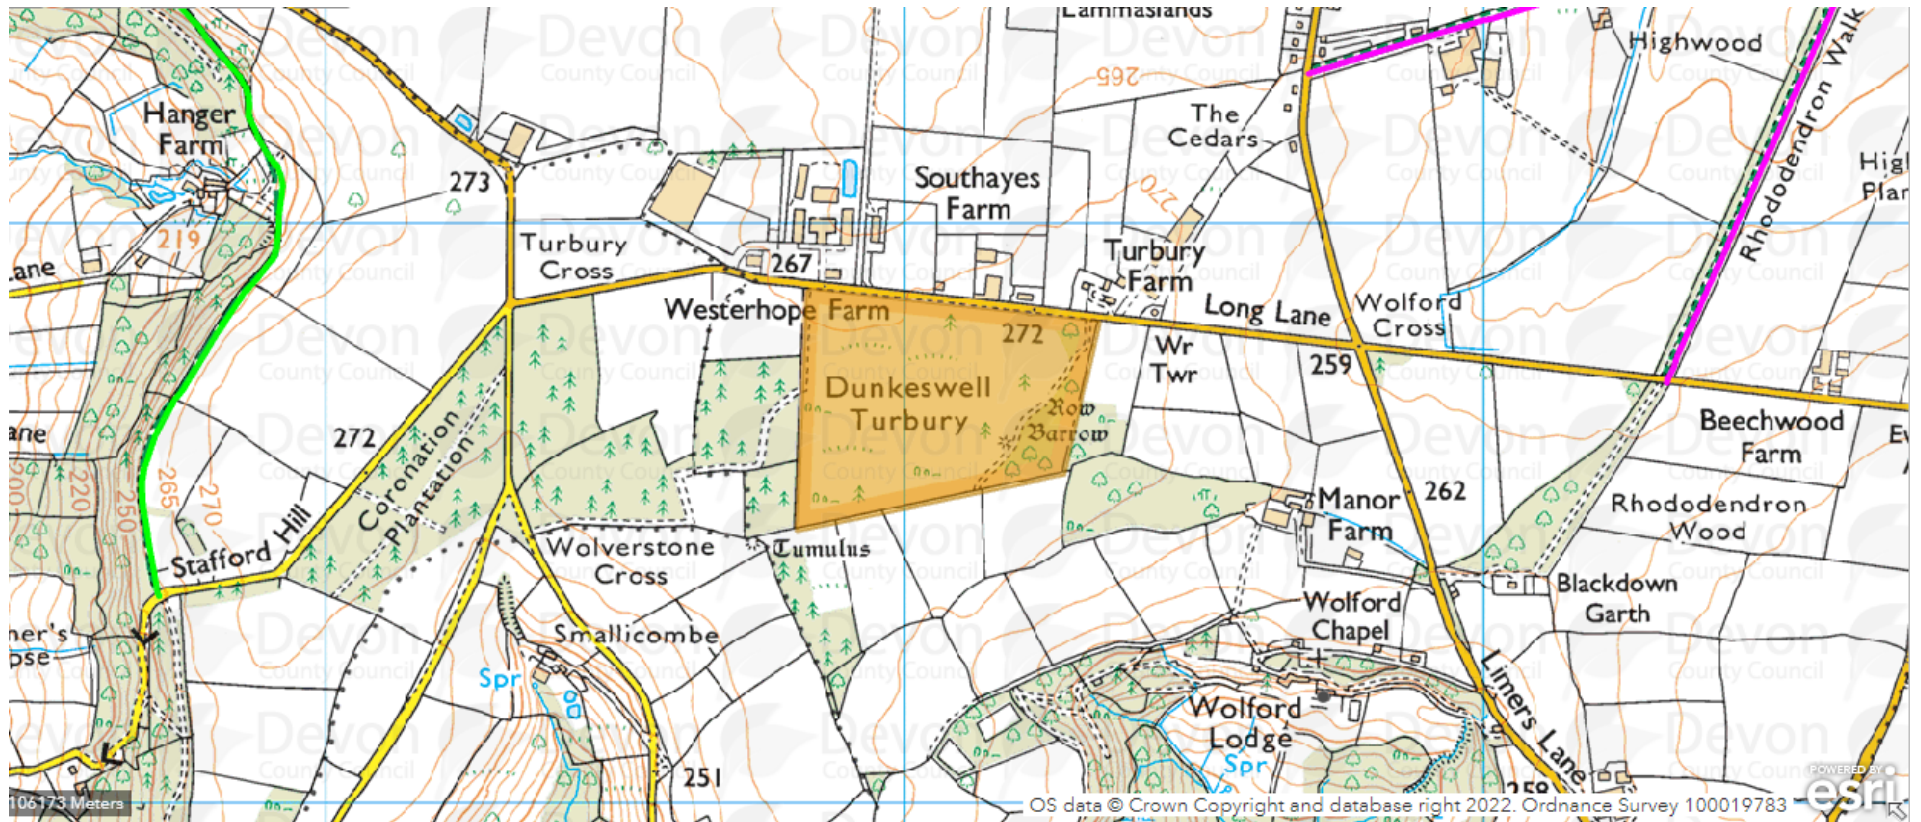 Lammaslands
Highwood
265
Hanger
Farm
The
Cedars
Rhododendron Walk
273
Southayes
Farm
270
219
Turbury
Cross
267
Turbury
Farm
Westerhope Farm
Long Lane
Wolford
Cross
272
Wr
Twr
259
Dunkeswell
Turbury
Row
Barrow
Beechwood
Farm
272
Coronation
Plantation
200
220
250
265
270
262
Manor
Farm
Rhododendron
Wood
Stafford Hill
Wolverstone
Cross
Tumulus
Blackdown
Garth
Wolford
Chapel
Smallicombe
Spr
Limers Lane
Wolford
Lodge
Spr
251
258
Devon
County Council
POWERED BY
esri
106173 Meters
OS data © Crown Copyright and database right 2022. Ordnance Survey 100019783